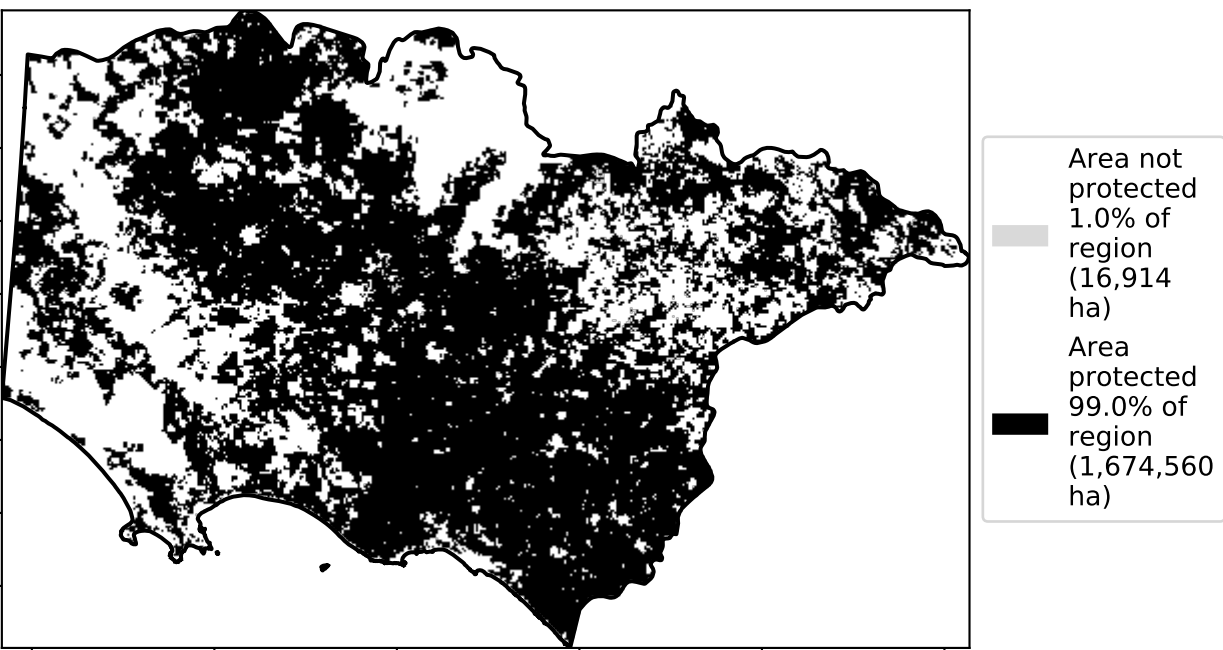 Area not
protected
1.0% of
region
(16,914
ha)
Area
protected
99.0% of
region
(1,674,560
ha)